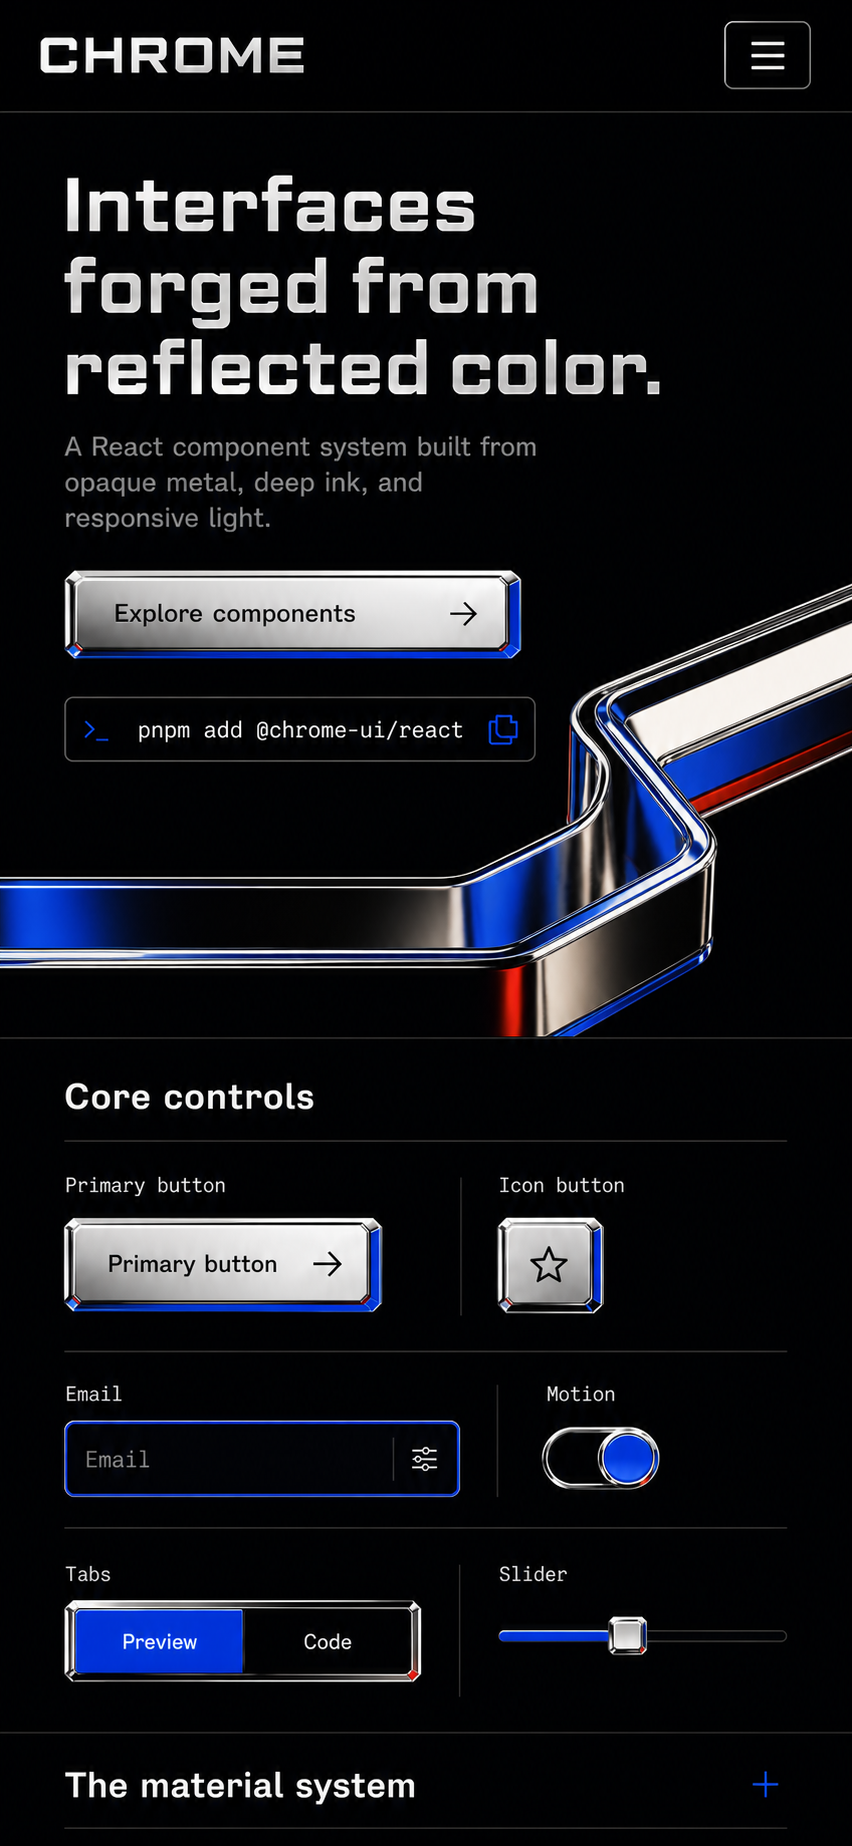 CHROME
Interfaces
forged from
reflected color.
A React component system built from
opaque metal, deep ink, and
responsive light.
Explore components
>_ pnpm add @chrome-ui/react
Core controls
Primary button
Icon button
Primary button
Email
Motion
Email
Tabs
Slider
Preview
Code
The material system